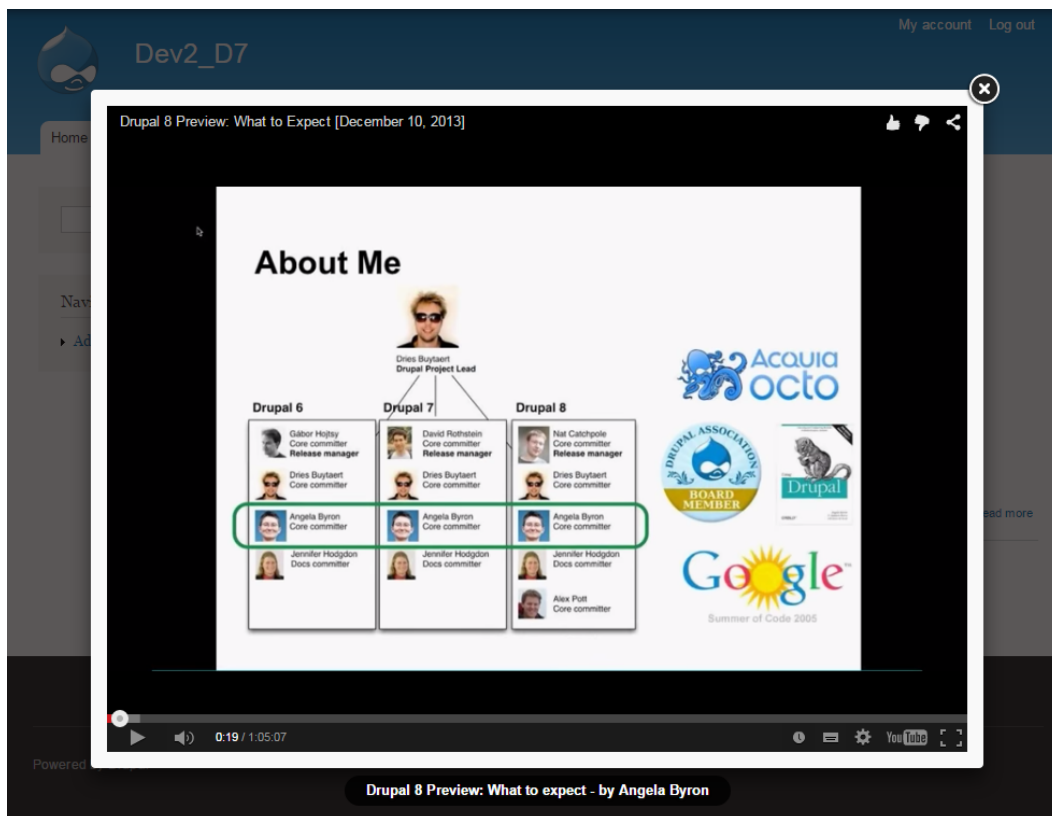 My account Log out
Dev2_D7
Home
Drupal 8 Preview: What to Expect [December 10, 2013]
About Me
Dries Buytaert
Drupal Project Lead
Drupal 6
Gábor Hojtsy
Core committer
Release manager
Dries Buytaert
Core committer
Angela Byron
Core committer
Jennifer Hodgdon
Docs committer
Drupal 7
David Rothstein
Core committer
Release manager
Dries Buytaert
Core committer
Angela Byron
Core committer
Jennifer Hodgdon
Docs committer
Drupal 8
Nat Catchpole
Core committer
Release manager
Dries Buytaert
Core committer
Angela Byron
Core committer
Jennifer Hodgdon
Docs committer
Alex Pott
Core committer
ACQUIA
OCTO
DRUPAL ASSOCIATION
BOARD
MEMBER
Drupal
Google™
Summer of Code 2005
Nav
Ad
ead more
0:19 / 1:05:07
YouTube
Powered
Drupal 8 Preview: What to expect - by Angela Byron